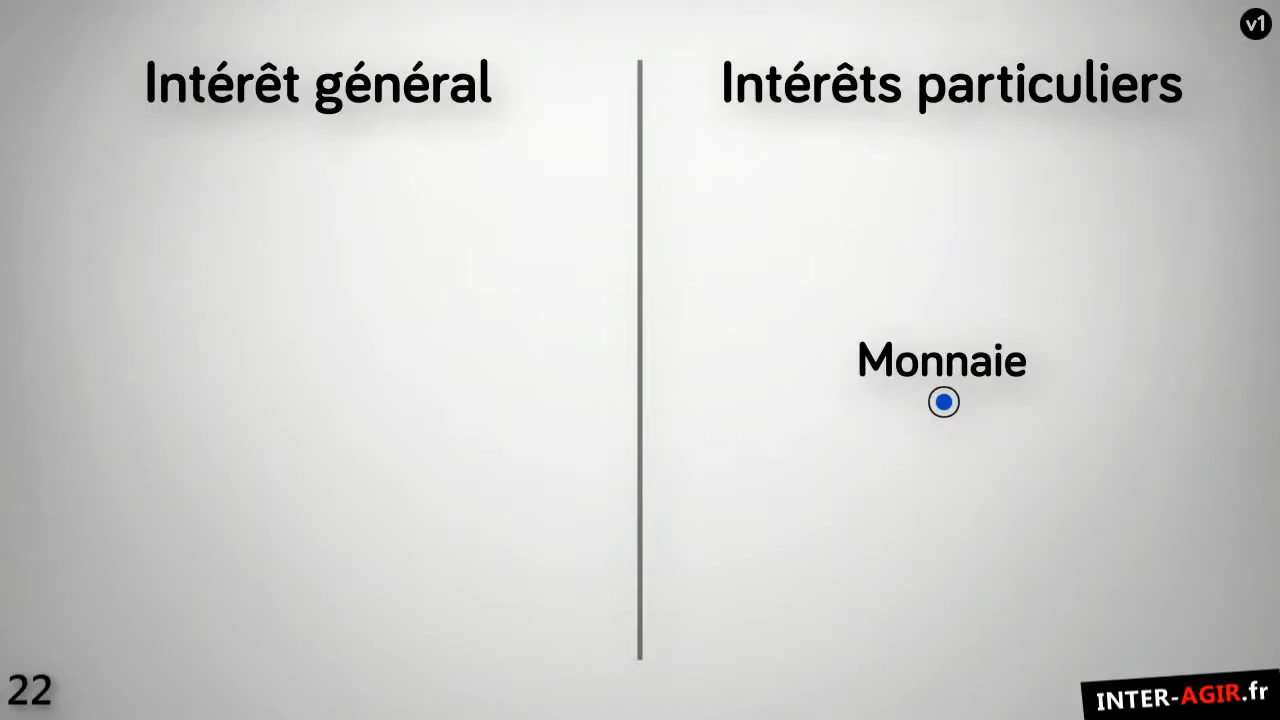 v1
Intérêt général
Intérêts particuliers
Monnaie
22
INTER-AGIR.fr